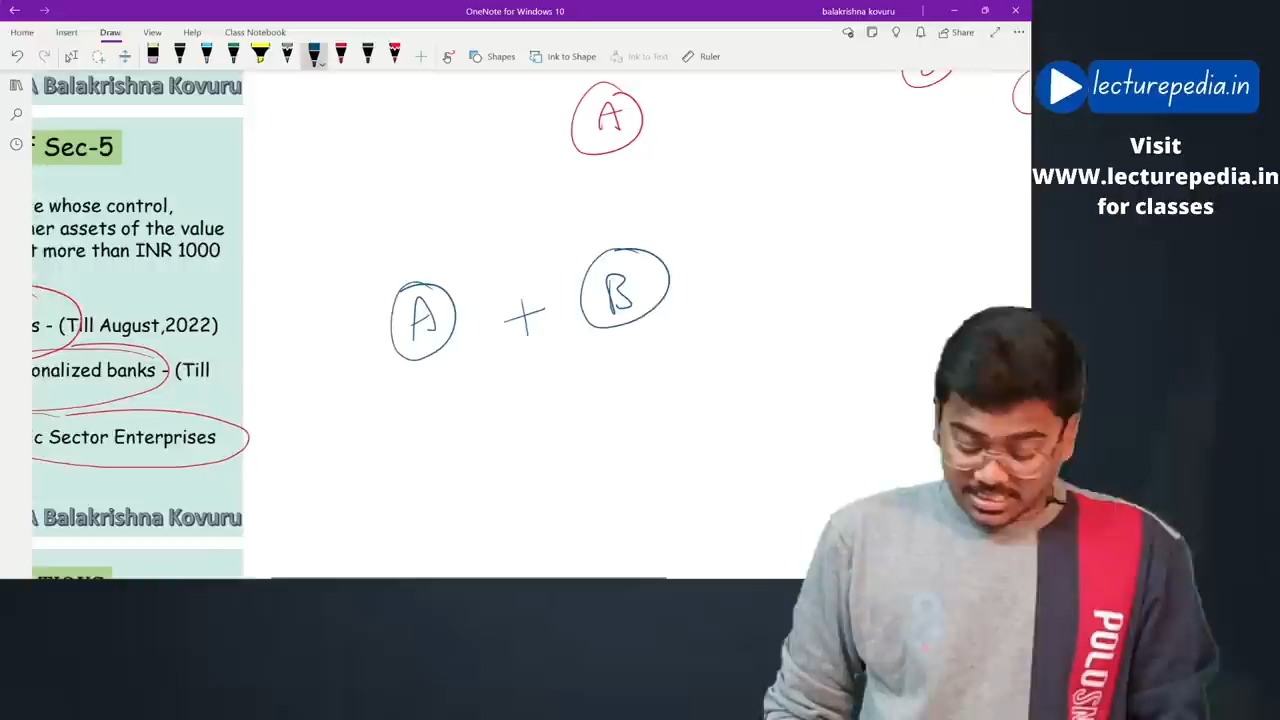 OneNote for Windows 10
balakrishna kovuru
Home Insert Draw View Help Class Notebook
Share
Shapes Ink to Shape Ink to Text Ruler
A Balakrishna Kovuru
f Sec-5
e whose control,
ner assets of the value
t more than INR 1000
s - (Till August,2022)
onalized banks - (Till
c Sector Enterprises
A Balakrishna Kovuru
A
A + B
lecturepedia.in
Visit
WWW.lecturepedia.in
for classes
POLO